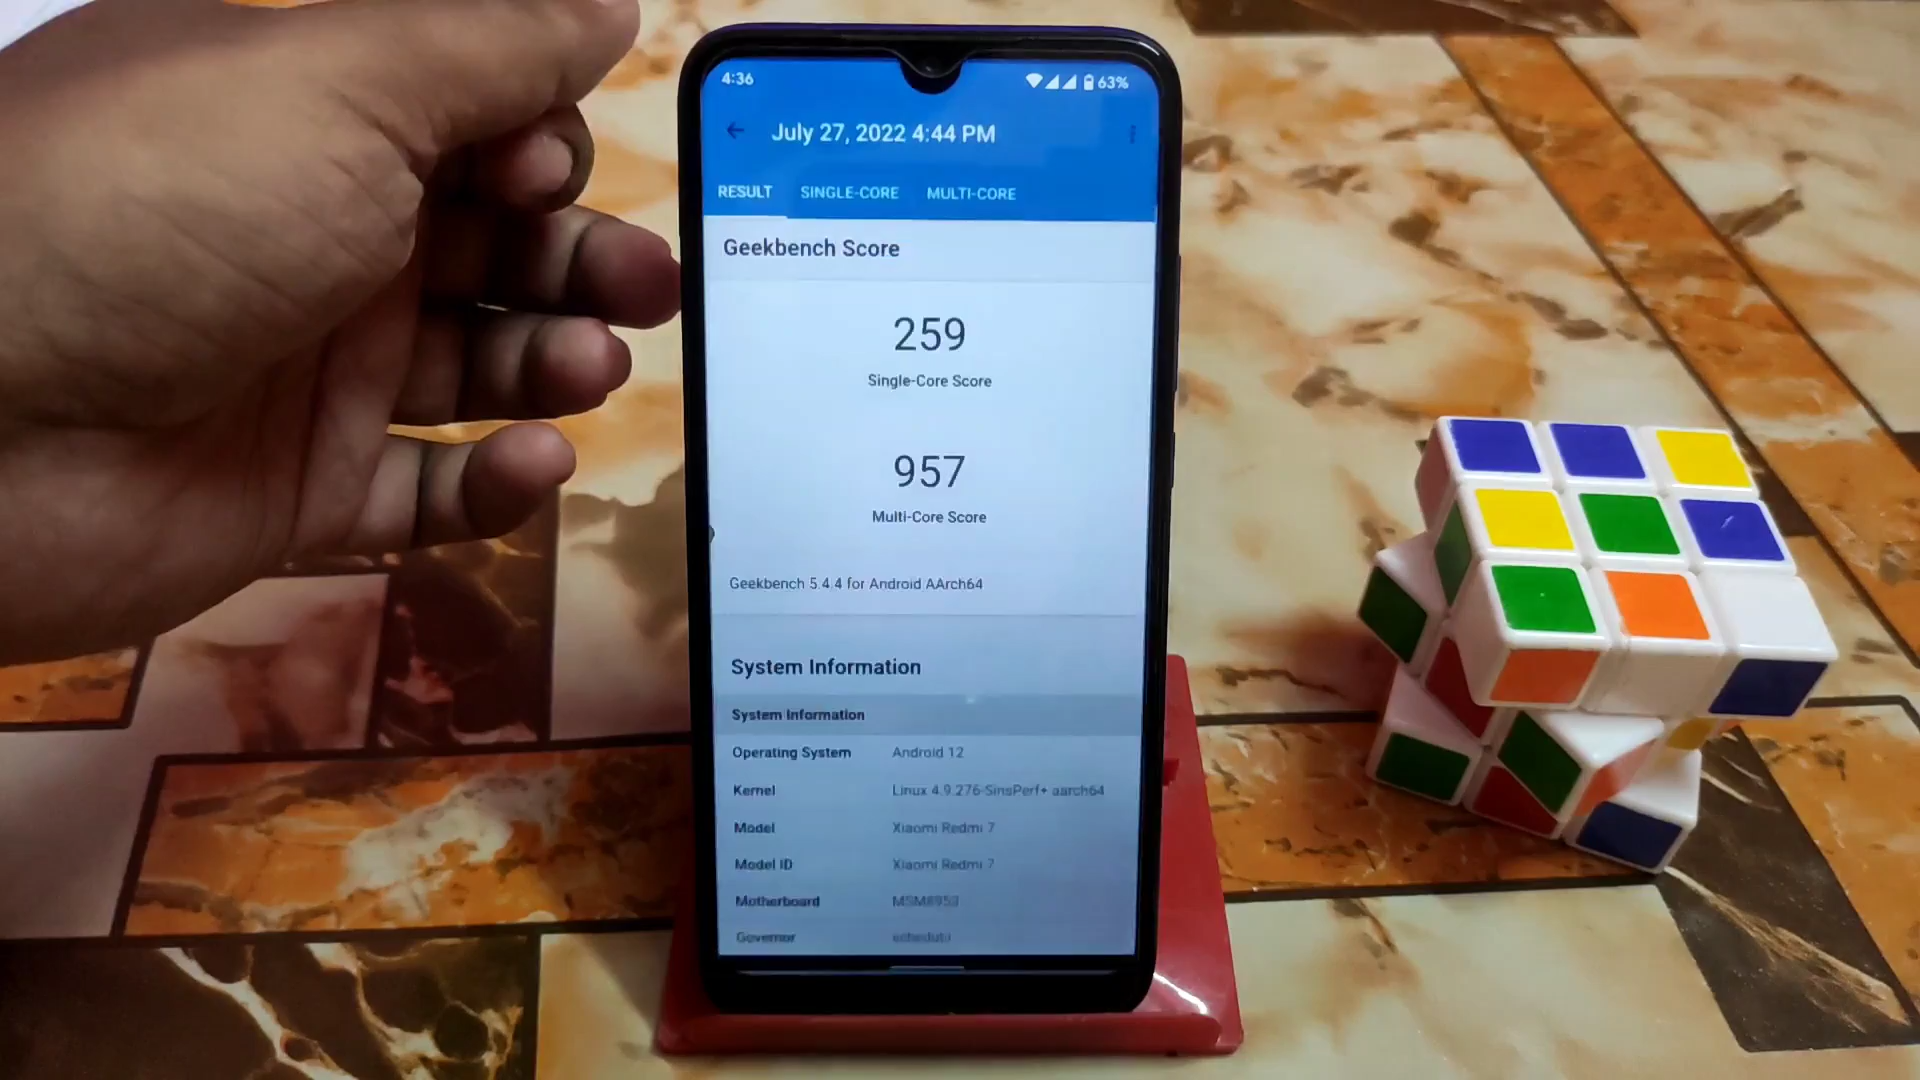 4:36 63%
July 27, 2022 4:44 PM
RESULT SINGLE-CORE MULTI-CORE
Geekbench Score
259
Single-Core Score
957
Multi-Core Score
Geekbench 5.4.4 for Android AArch64
System Information
System Information
Operating System Android 12
Kernel Linux 4.9.276-SinsPerf+ aarch64
Model Xiaomi Redmi 7
Model ID Xiaomi Redmi 7
Motherboard MSM8953
Governor schedutil